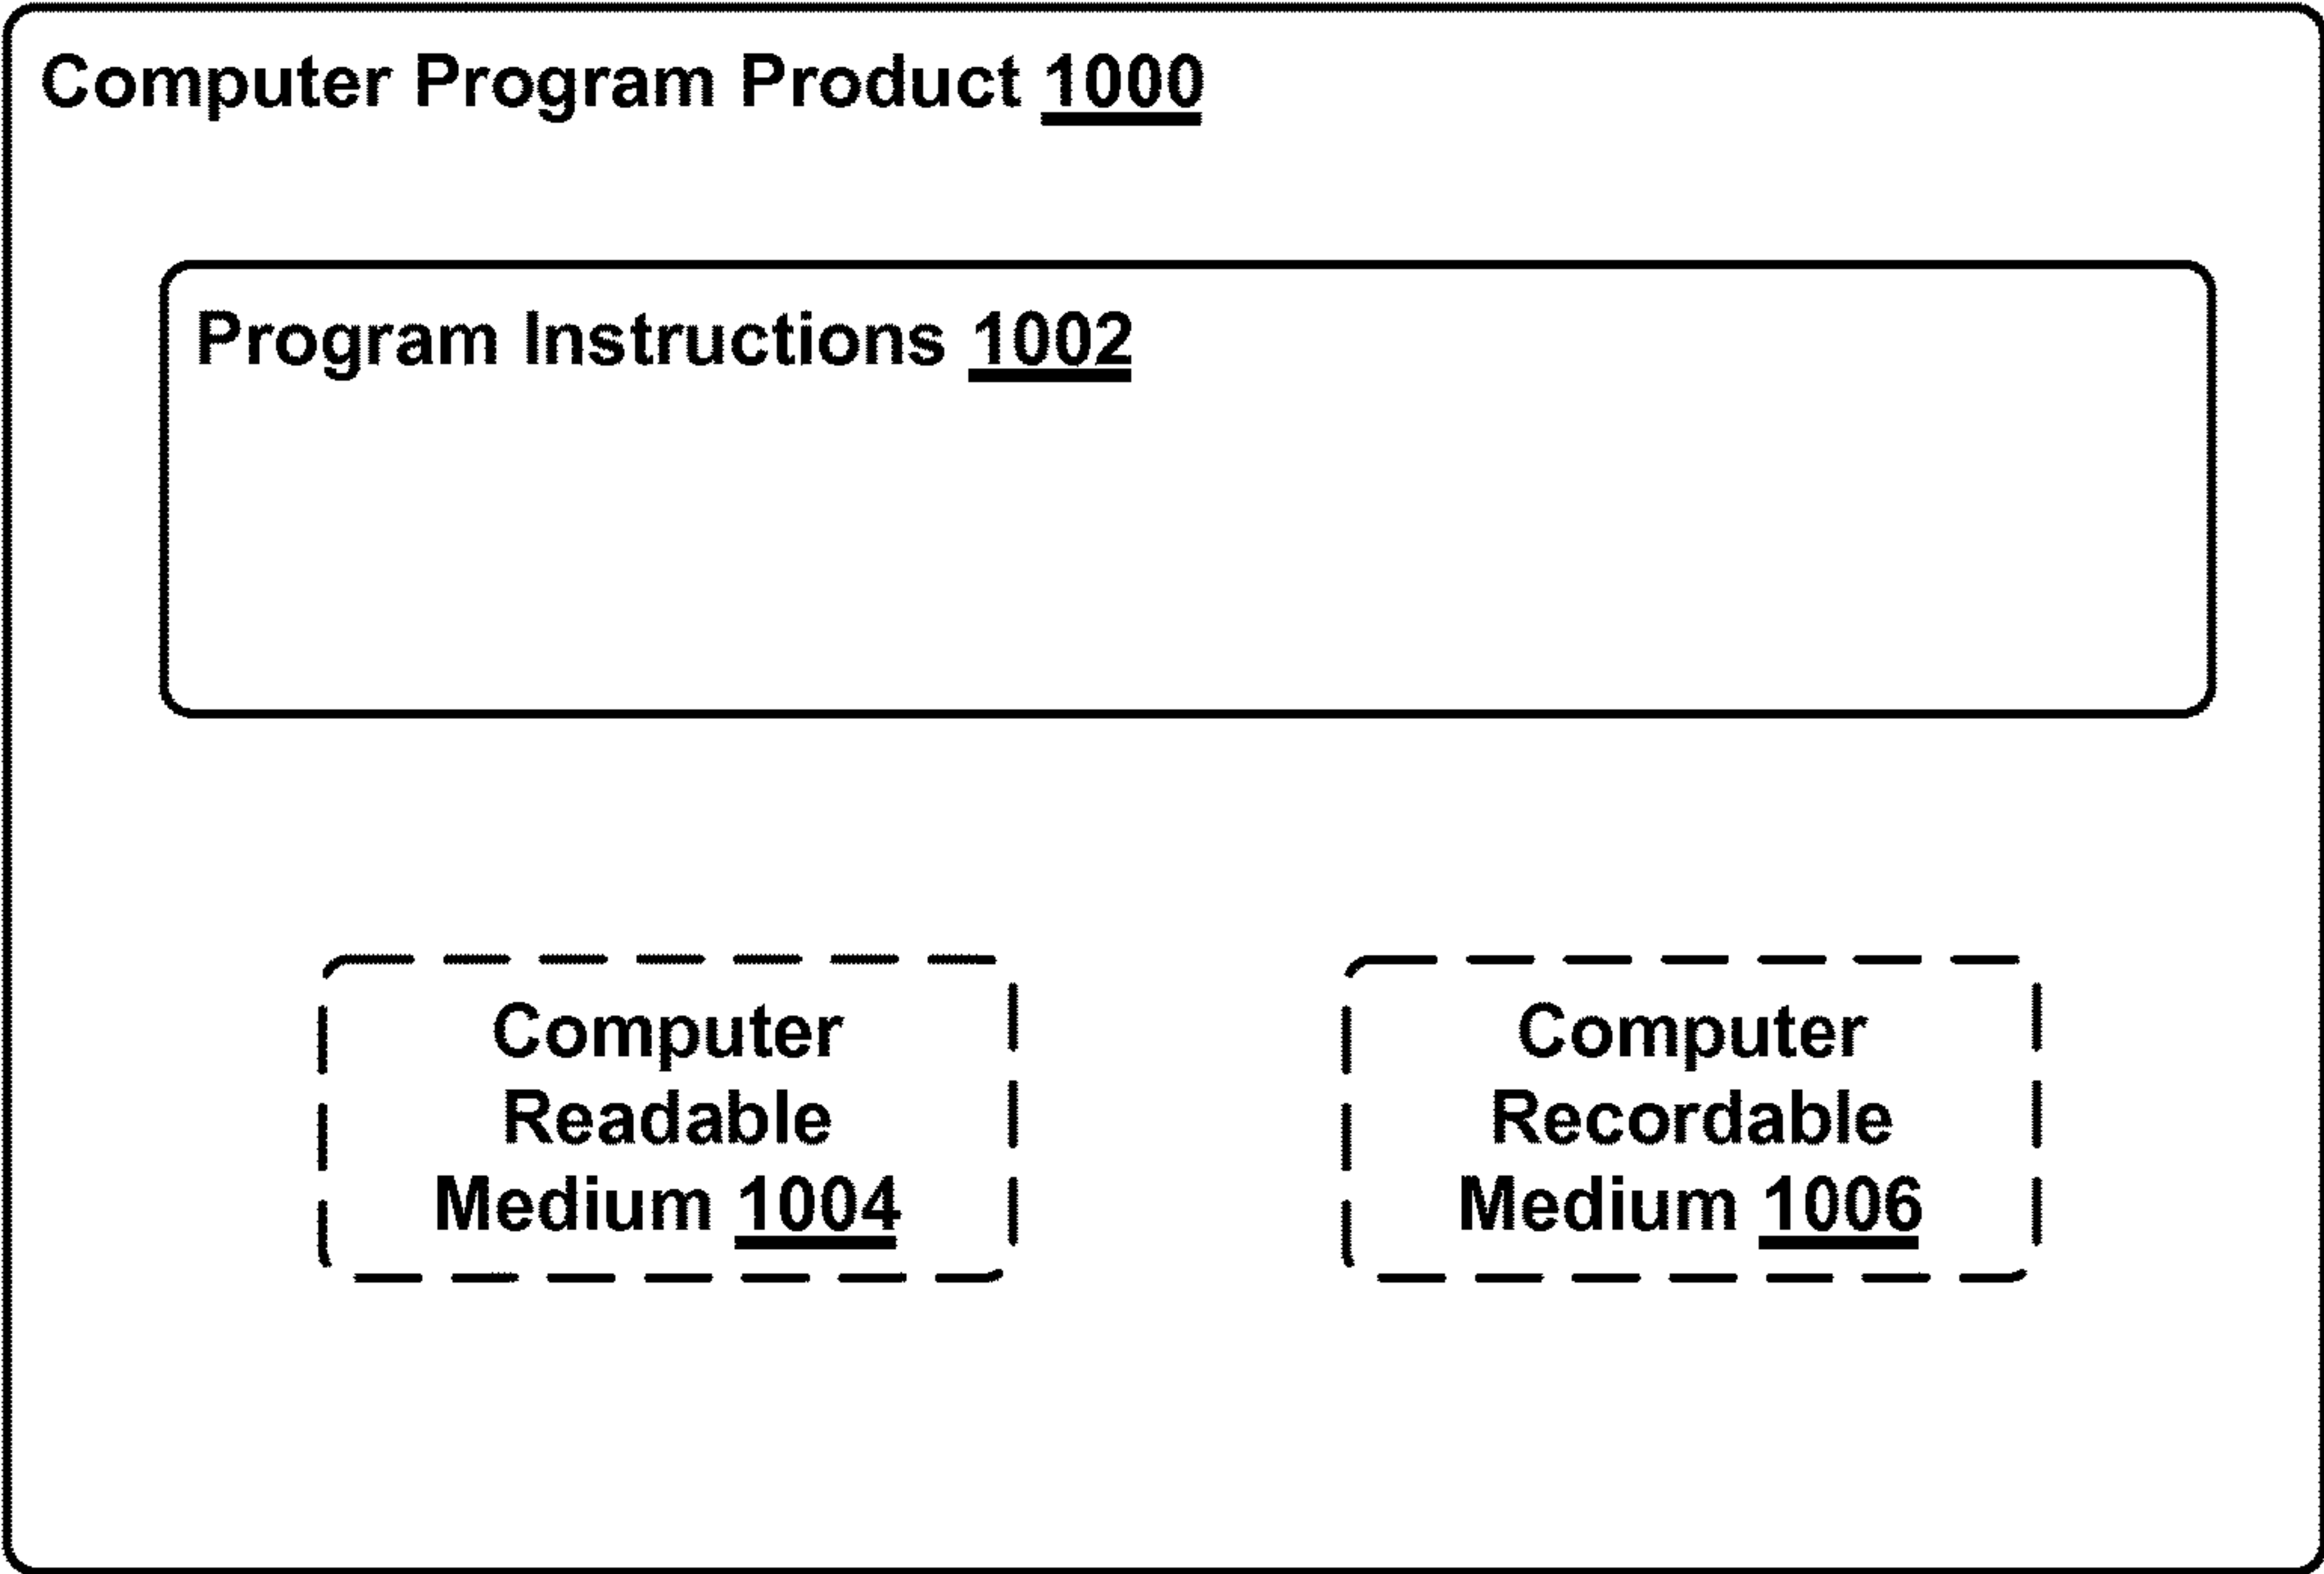 Computer Program Product 1000
Program Instructions 1002
Computer
Readable
Medium 1004
Computer
Recordable
Medium 1006